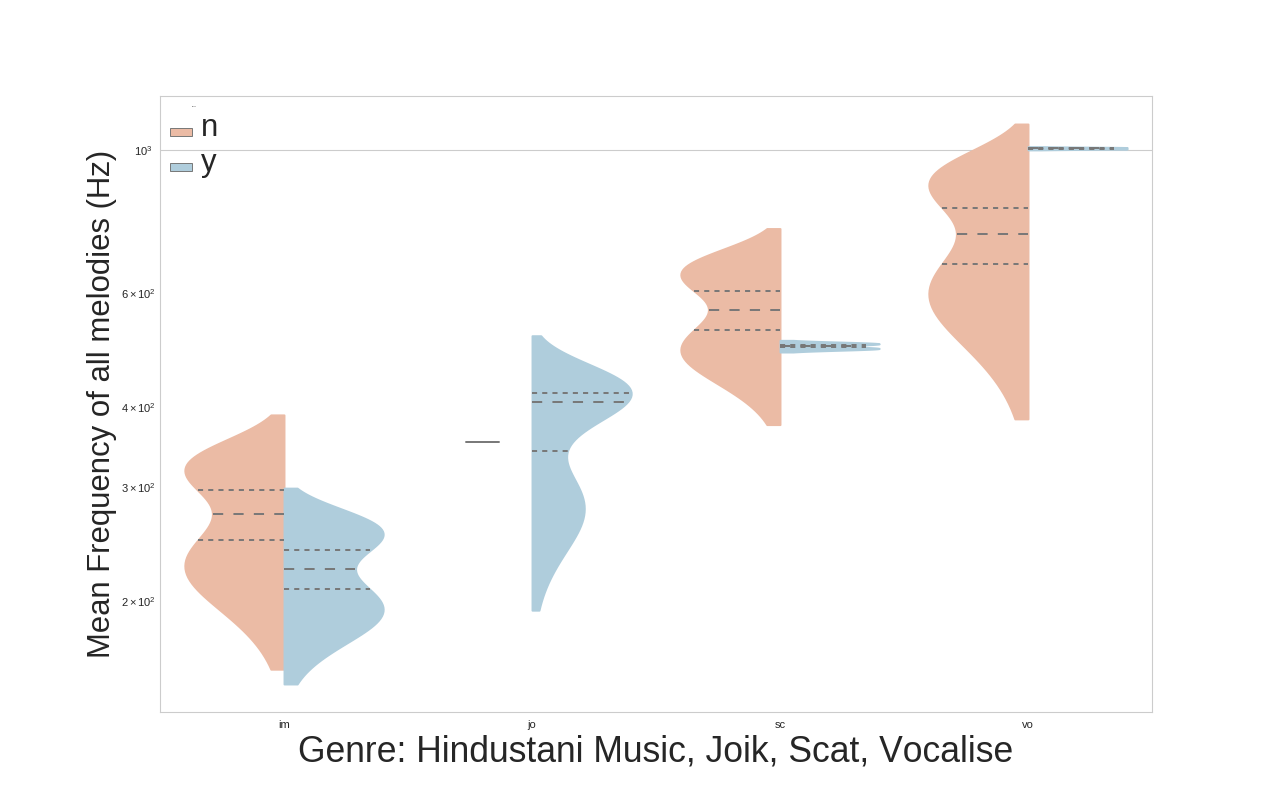 n
y
Mean Frequency of all melodies (Hz)
10³
6 × 10²
4 × 10²
3 × 10²
2 × 10²
im jo sc vo
Genre: Hindustani Music, Joik, Scat, Vocalise